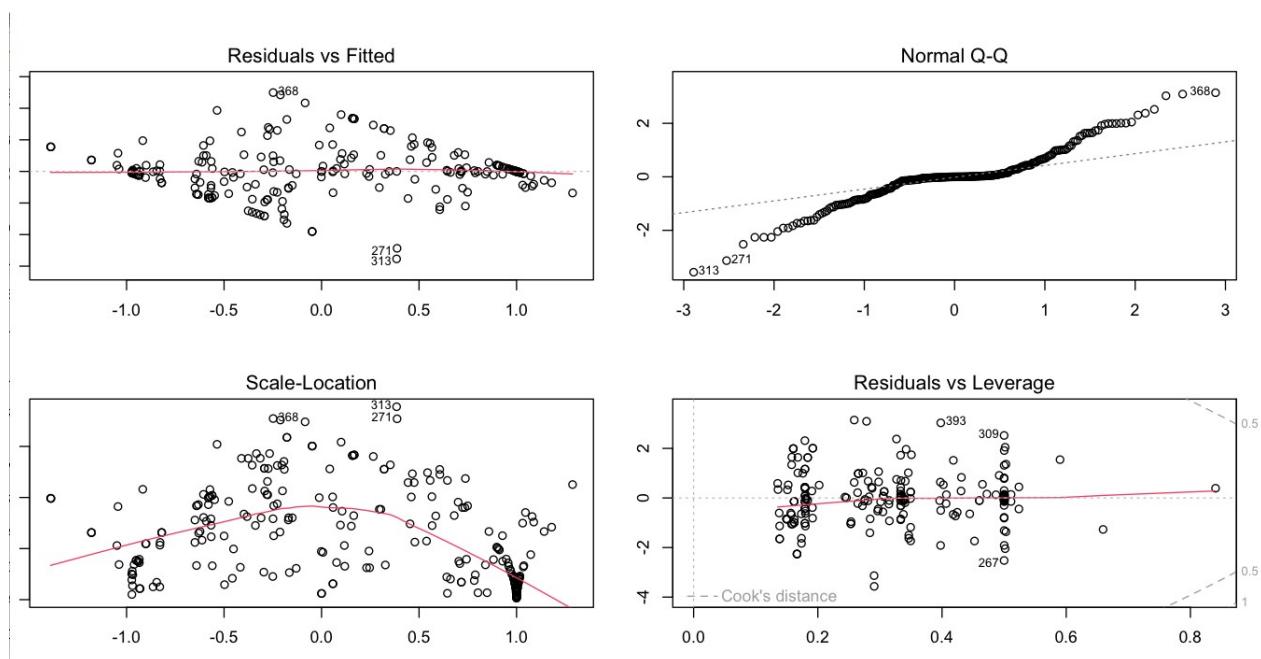 Residuals vs Fitted
368
271
313
-1.0 -0.5 0.0 0.5 1.0
Normal Q-Q
2
0
-2
368
271
313
-3 -2 -1 0 1 2 3
Scale-Location
313
368
271
-1.0 -0.5 0.0 0.5 1.0
Residuals vs Leverage
2
0
-2
-4
393
309
267
0.5
0.5
1
Cook's distance
0.0 0.2 0.4 0.6 0.8